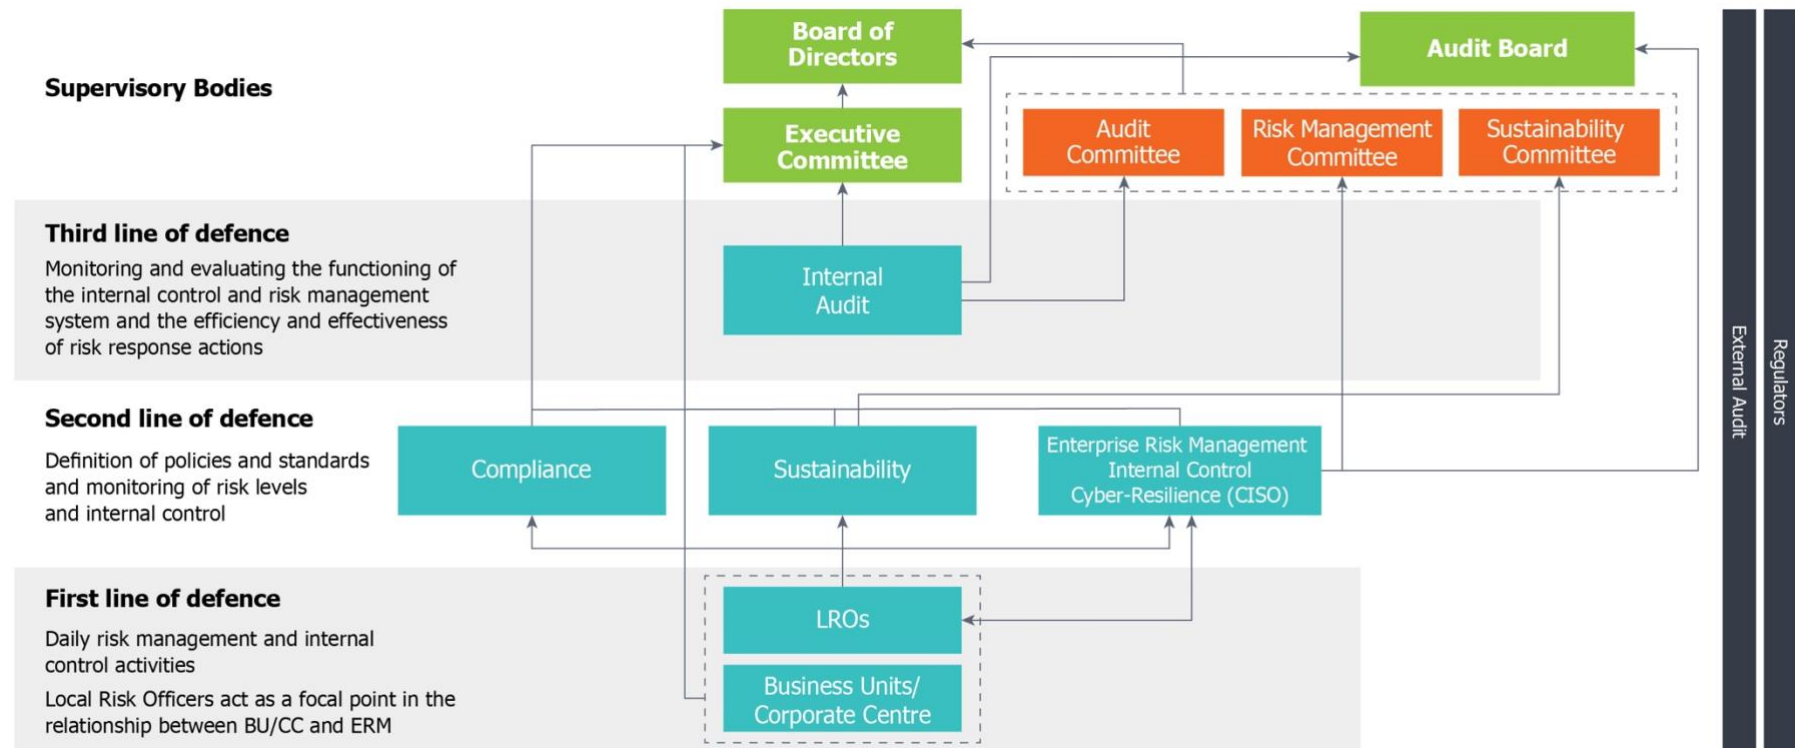 Board of
Directors
Audit Board
Supervisory Bodies
Executive
Committee
Audit
Committee
Risk Management
Committee
Sustainability
Committee
Third line of defence
Monitoring and evaluating the functioning of
the internal control and risk management
system and the efficiency and effectiveness
of risk response actions
Internal
Audit
Second line of defence
Definition of policies and standards
and monitoring of risk levels
and internal control
Compliance
Sustainability
Enterprise Risk Management
Internal Control
Cyber-Resilience (CISO)
First line of defence
Daily risk management and internal
control activities
Local Risk Officers act as a focal point in the
relationship between BU/CC and ERM
LROs
Business Units/
Corporate Centre
External Audit
Regulators